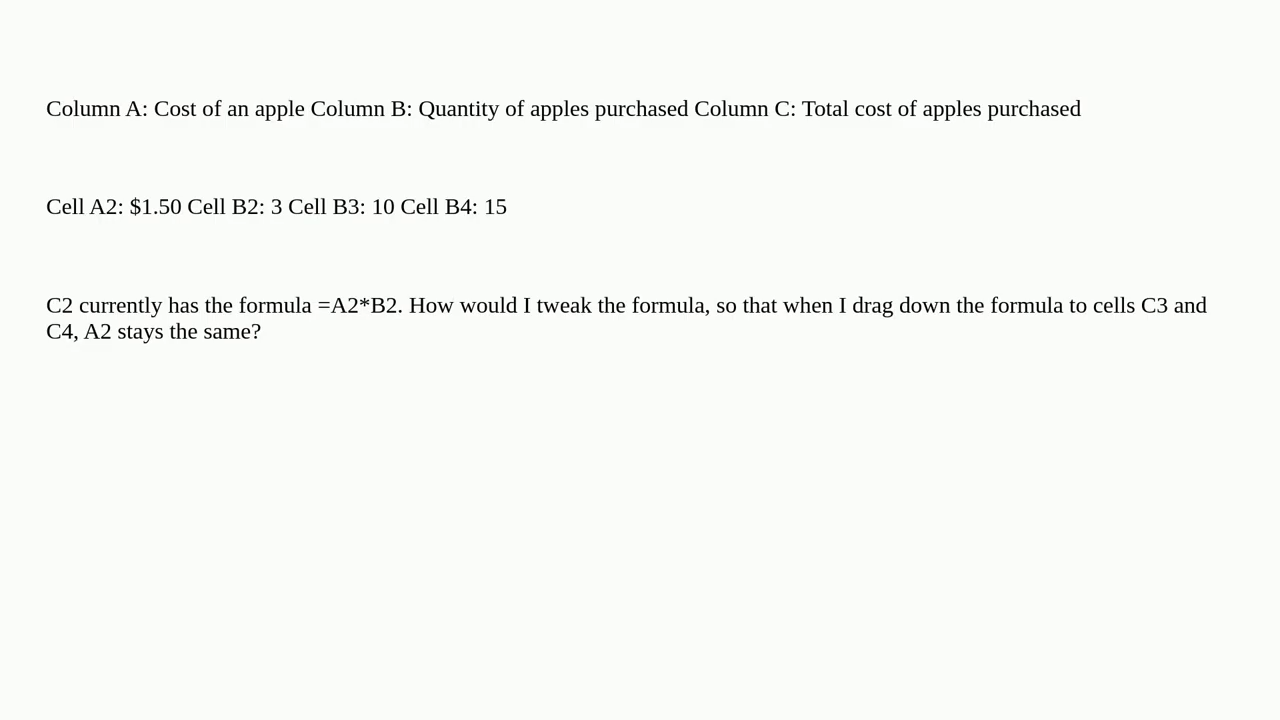 Column A: Cost of an apple Column B: Quantity of apples purchased Column C: Total cost of apples purchased
Cell A2: $1.50 Cell B2: 3 Cell B3: 10 Cell B4: 15
C2 currently has the formula =A2*B2. How would I tweak the formula, so that when I drag down the formula to cells C3 and
C4, A2 stays the same?